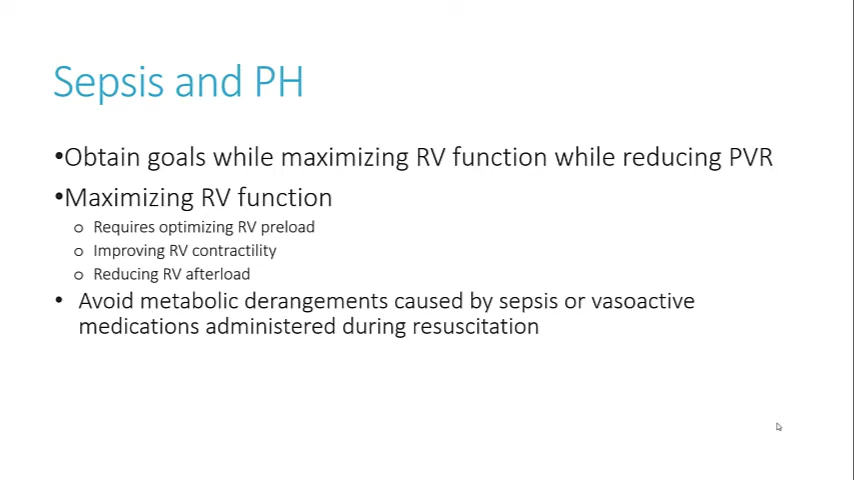 Sepsis and PH
•Obtain goals while maximizing RV function while reducing PVR
•Maximizing RV function
o Requires optimizing RV preload
o Improving RV contractility
o Reducing RV afterload
• Avoid metabolic derangements caused by sepsis or vasoactive
medications administered during resuscitation